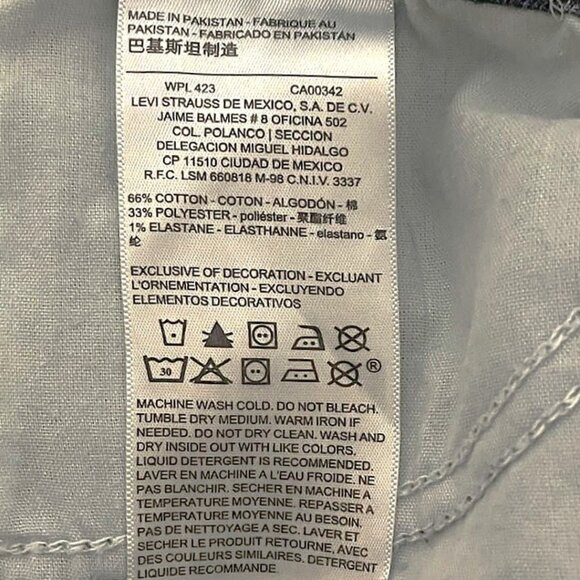 MADE IN PAKISTAN - FABRIQUE AU
PAKISTAN - FABRICADO EN PAKISTÁN
巴基斯坦制造
WPL 423 CA00342
LEVI STRAUSS DE MEXICO, S.A. DE C.V.
JAIME BALMES # 8 OFICINA 502
COL. POLANCO | SECCION
DELEGACION MIGUEL HIDALGO
CP 11510 CIUDAD DE MEXICO
R.F.C. LSM 660818 M-98 C.N.I.V. 3337
66% COTTON - COTON - ALGODÓN - 棉
33% POLYESTER - poliéster - 聚酯纤维
1% ELASTANE - ELASTHANNE - elastano - 氨
纶
EXCLUSIVE OF DECORATION - EXCLUANT
L'ORNEMENTATION - EXCLUYENDO
ELEMENTOS DECORATIVOS
30 ®
MACHINE WASH COLD. DO NOT BLEACH.
TUMBLE DRY MEDIUM. WARM IRON IF
NEEDED. DO NOT DRY CLEAN. WASH AND
DRY INSIDE OUT WITH LIKE COLORS.
LIQUID DETERGENT IS RECOMMENDED.
LAVER EN MACHINE A L'EAU FROIDE. NE
PAS BLANCHIR. SECHER EN MACHINE A
TEMPERATURE MOYENNE. REPASSER A
TEMPERATURE MOYENNE AU BESOIN.
PAS DE NETTOYAGE A SEC. LAVER ET
SECHER LE PRODUIT RETOURNE, AVEC
DES COULEURS SIMILAIRES. DETERGENT
LIQUIDE RECOMMANDE